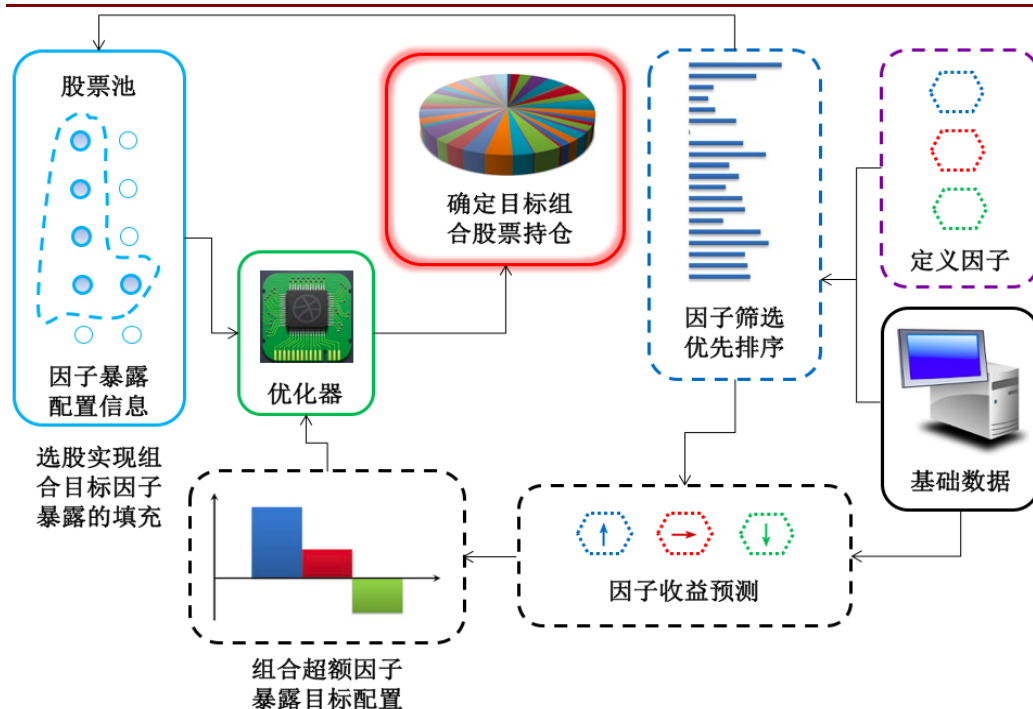 股票池
因子暴露
配置信息
选股实现组
合目标因子
暴露的填充
优化器
确定目标组
合股票持仓
因子筛选
优先排序
定义因子
基础数据
因子收益预测
组合超额因子
暴露目标配置